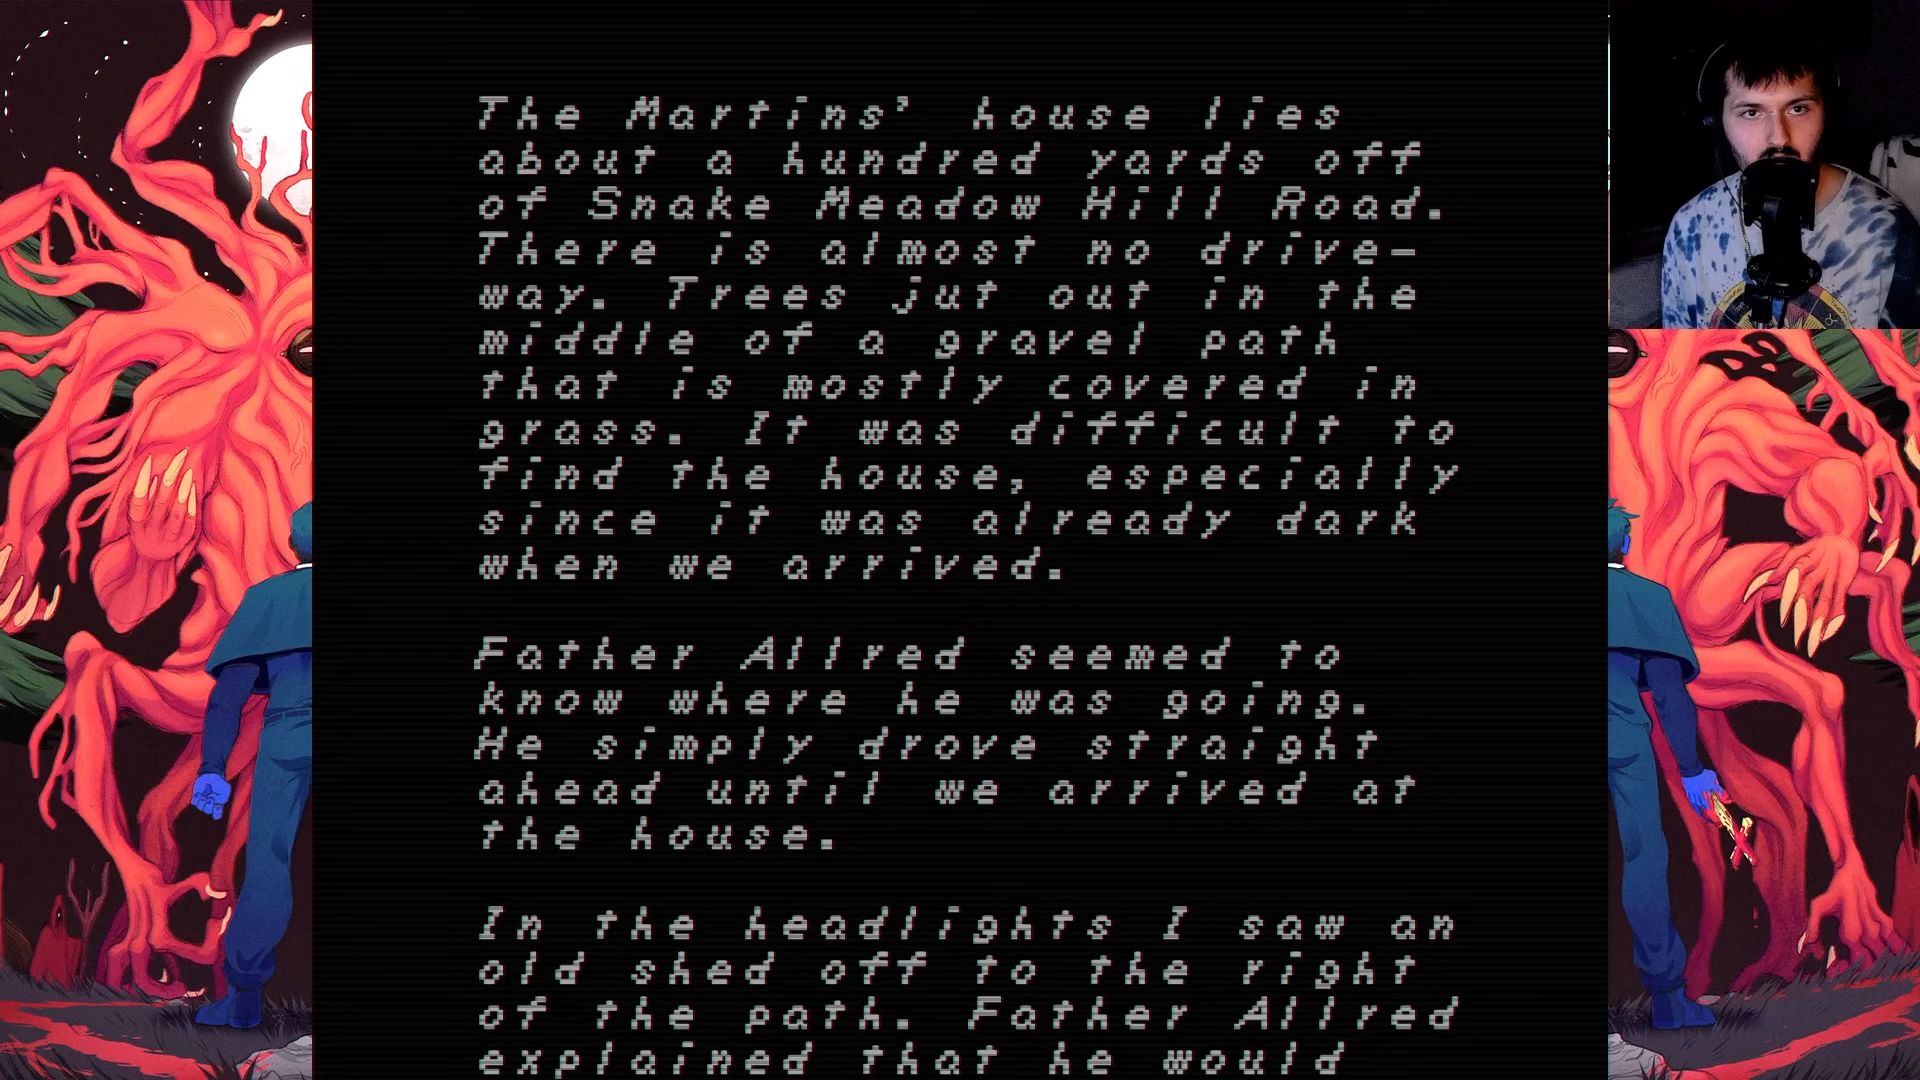 The Martins' house lies
about a hundred yards off
of Snake Meadow Hill Road.
There is almost no drive-
way. Trees jut out in the
middle of a gravel path
that is mostly covered in
grass. It was difficult to
find the house, especially
since it was already dark
when we arrived.
Father Allred seemed to
know where he was going.
He simply drove straight
ahead until we arrived at
the house.
In the headlights I saw an
old shed off to the right
of the path. Father Allred
explained that he would